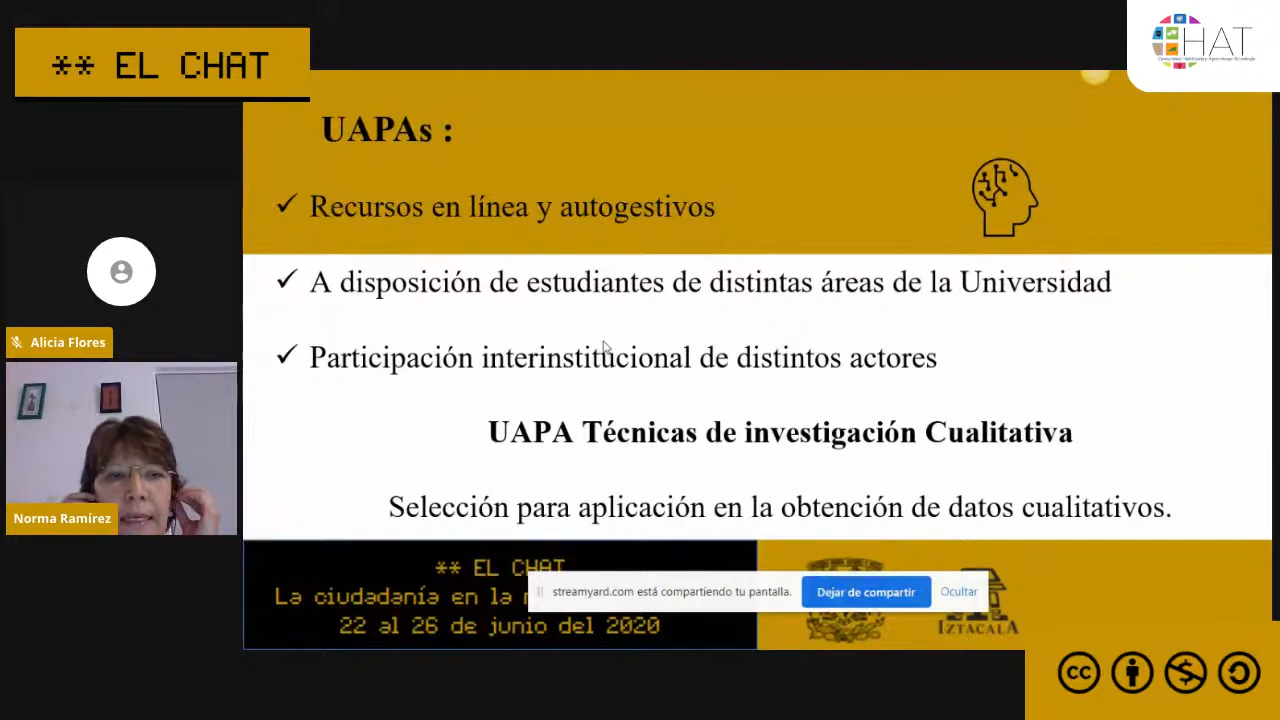 ** EL CHAT
HAT
UAPAs :
✓ Recursos en línea y autogestivos
✓ A disposición de estudiantes de distintas áreas de la Universidad
✓ Participación interinstitucional de distintos actores
UAPA Técnicas de investigación Cualitativa
Selección para aplicación en la obtención de datos cualitativos.
Alicia Flores
Norma Ramírez
** EL CHAT
La ciudadanía en la
22 al 26 de junio del 2020
streamyard.com está compartiendo tu pantalla.
Dejar de compartir
Ocultar
IZTACALA
cc